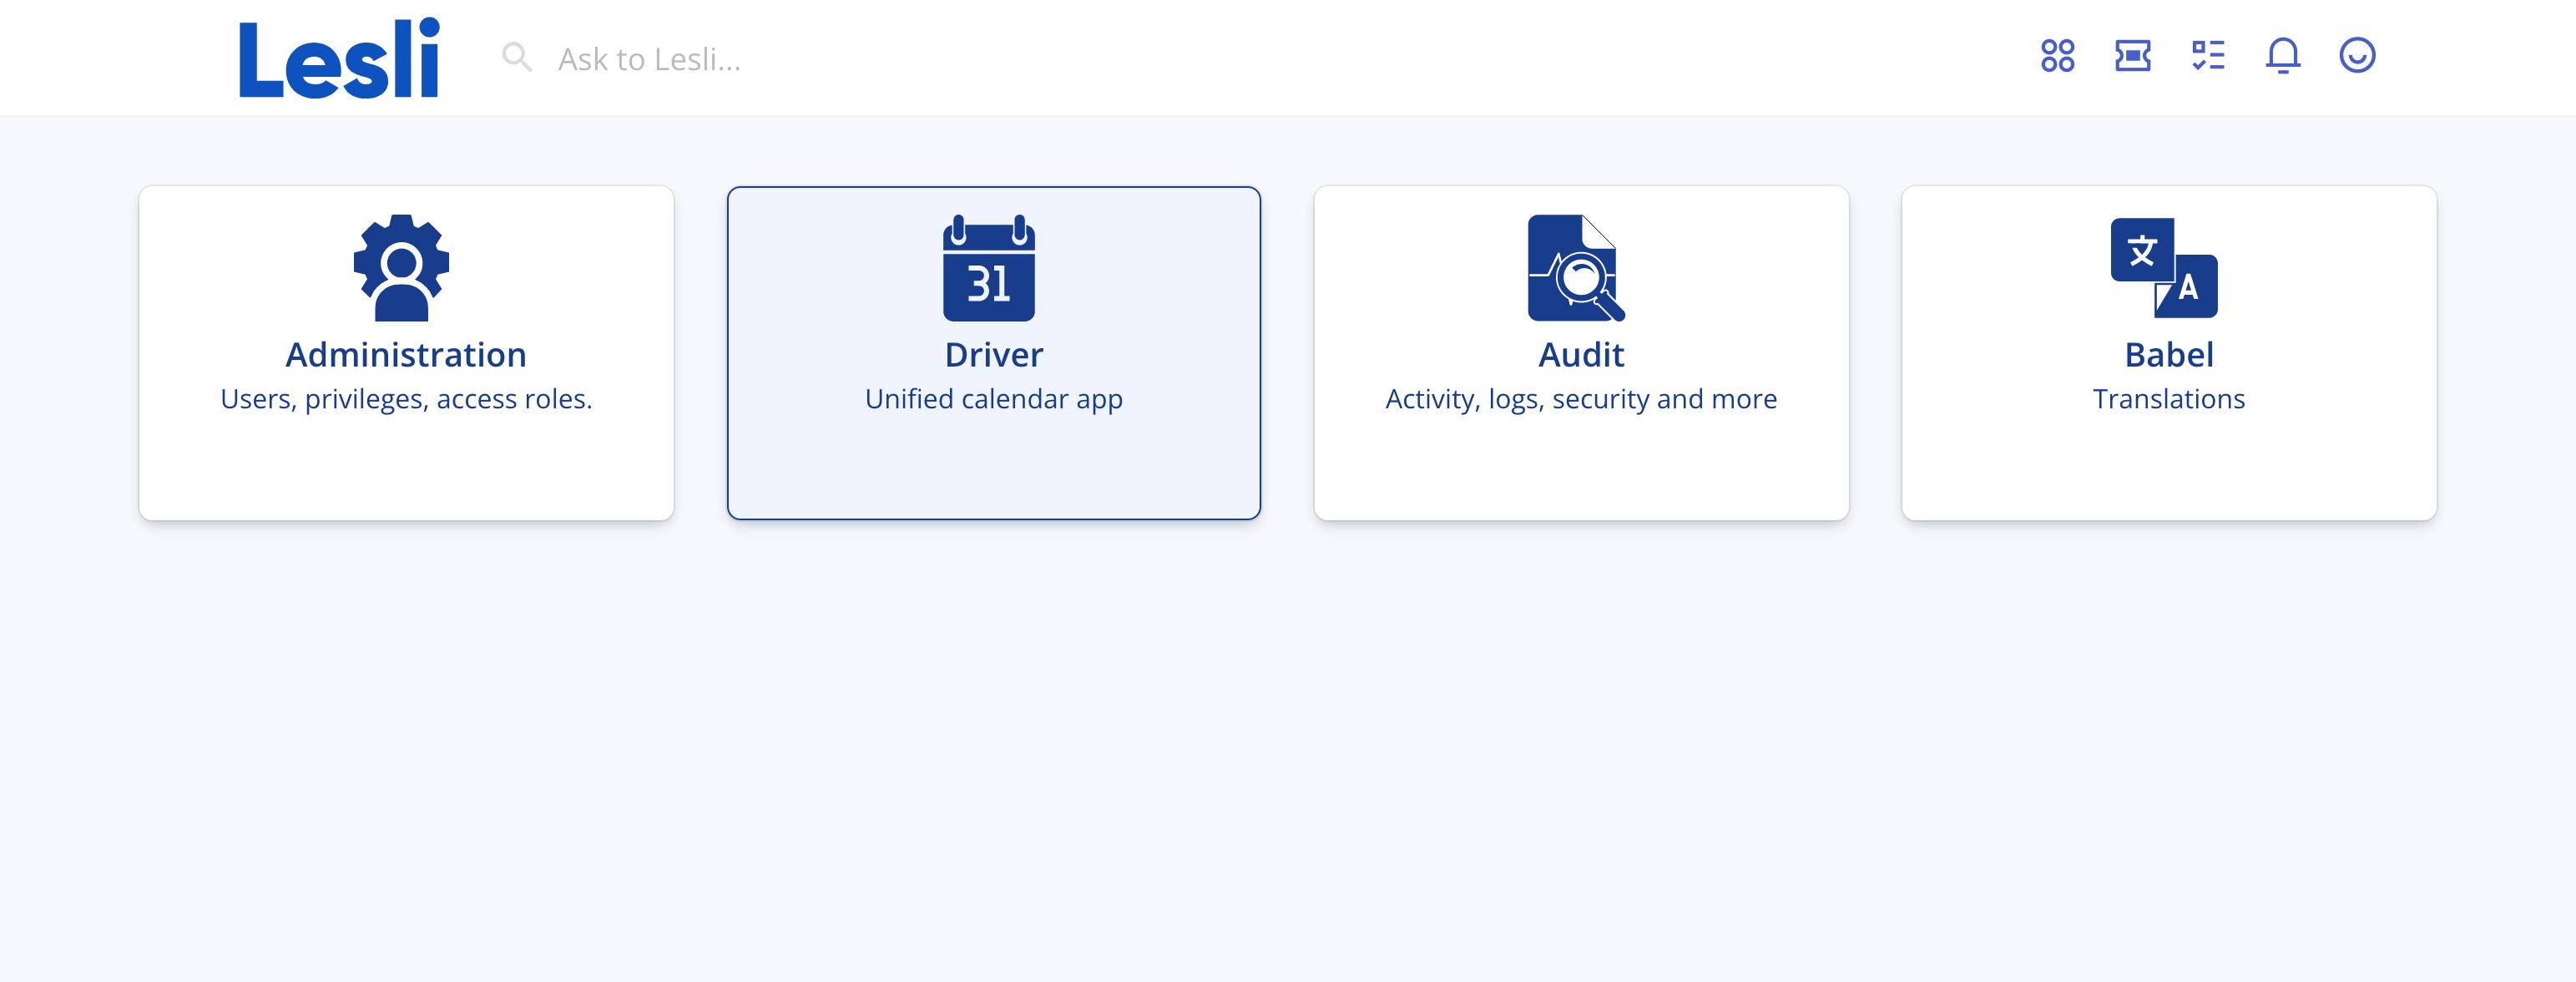 Lesli
Ask to Lesli...
Administration
Users, privileges, access roles.
31
Driver
Unified calendar app
Audit
Activity, logs, security and more
文
A
Babel
Translations